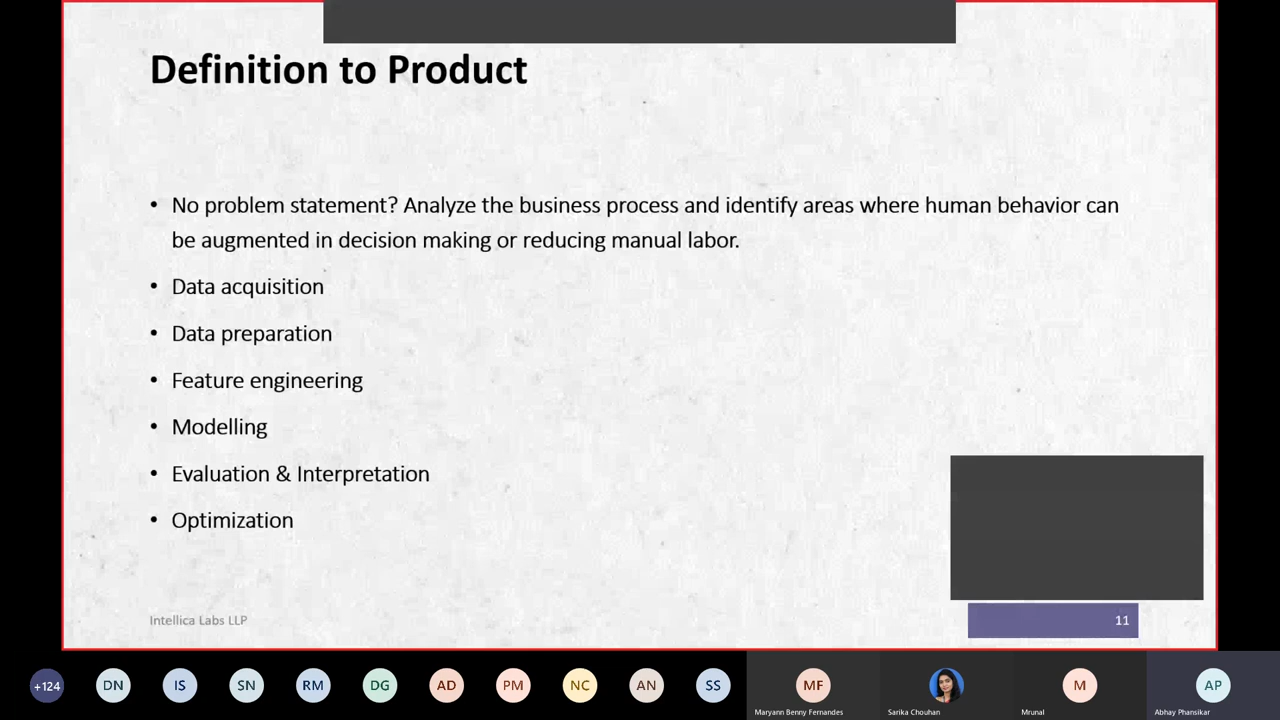 Definition to Product
• No problem statement? Analyze the business process and identify areas where human behavior can
be augmented in decision making or reducing manual labor.
• Data acquisition
• Data preparation
• Feature engineering
• Modelling
• Evaluation & Interpretation
• Optimization
Intellica Labs LLP
11
+124
DN
IS
SN
RM
DG
AD
PM
NC
AN
SS
MF
M
AP
Maryann Benny Fernandes
Sarika Chouhan
Mrunal
Abhay Phansikar